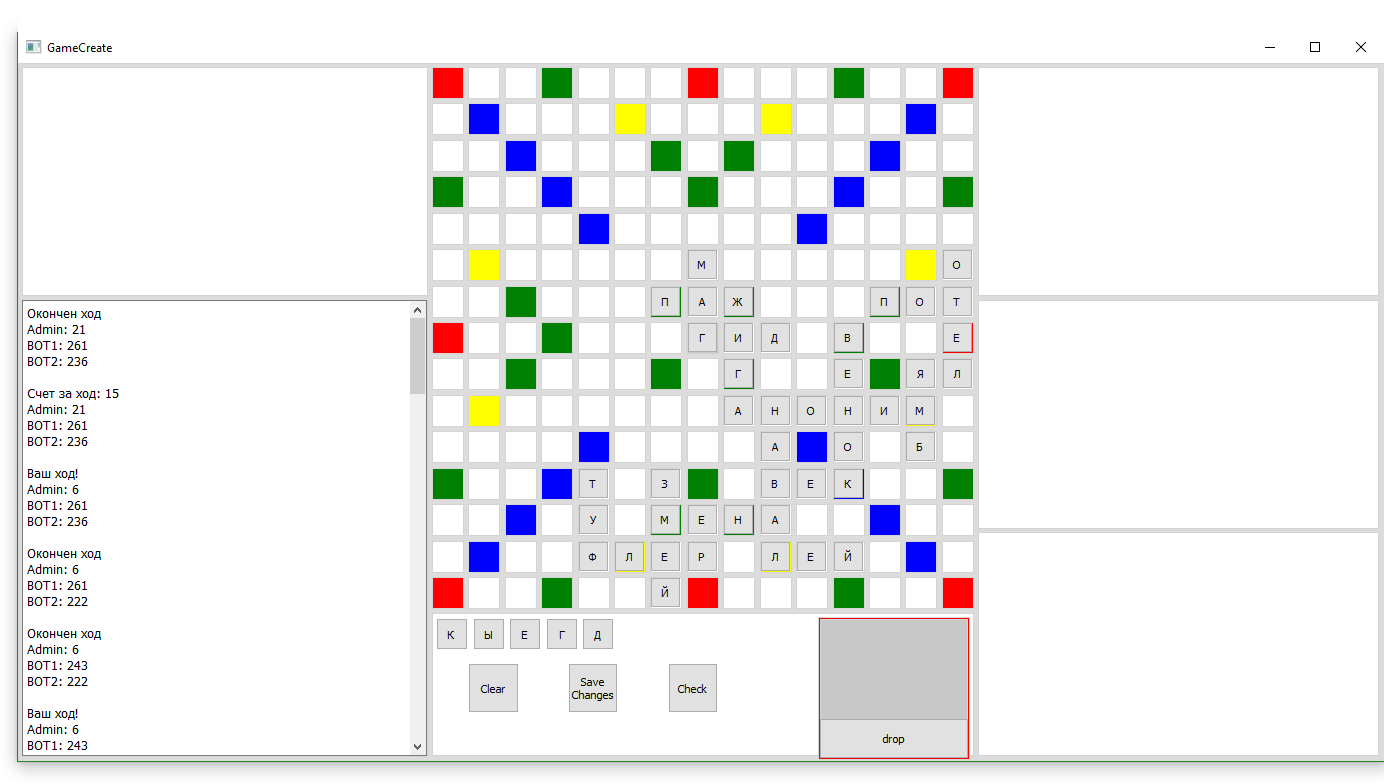 GameCreate
Окончен ход
Admin: 21
BOT1: 261
BOT2: 236
Счет за ход: 15
Admin: 21
BOT1: 261
BOT2: 236
Ваш ход!
Admin: 6
BOT1: 261
BOT2: 236
Окончен ход
Admin: 6
BOT1: 261
BOT2: 222
Окончен ход
Admin: 6
BOT1: 243
BOT2: 222
Ваш ход!
Admin: 6
BOT1: 243
М О
П А Ж П О Т
Г И Д В Е
Г Е Я Л
А Н О Н И М
А О Б
Т З В Е К
У М Е Н А
Ф Л Е Р Л Е Й
Й
К Ы Е Г Д
Clear
Save
Changes
Check
drop